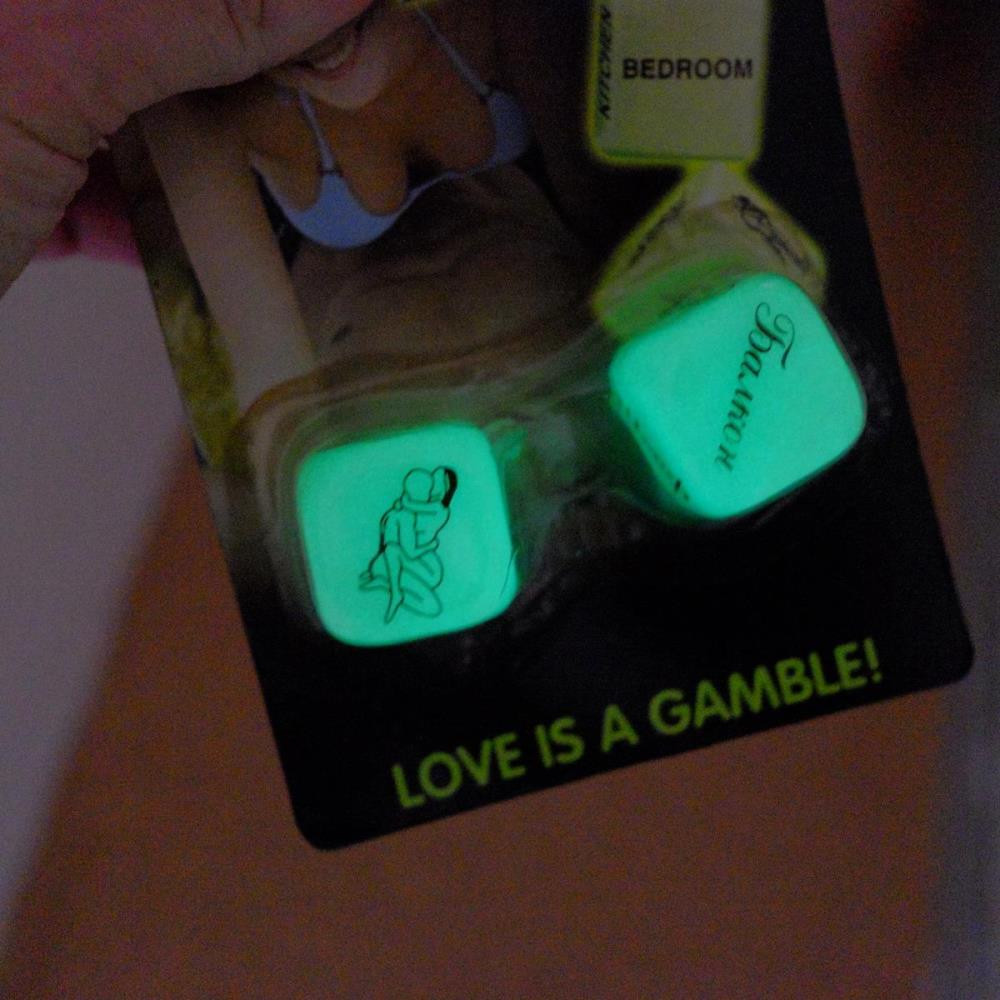 KITCHEN
BEDROOM
Балкон
LOVE IS A GAMBLE!